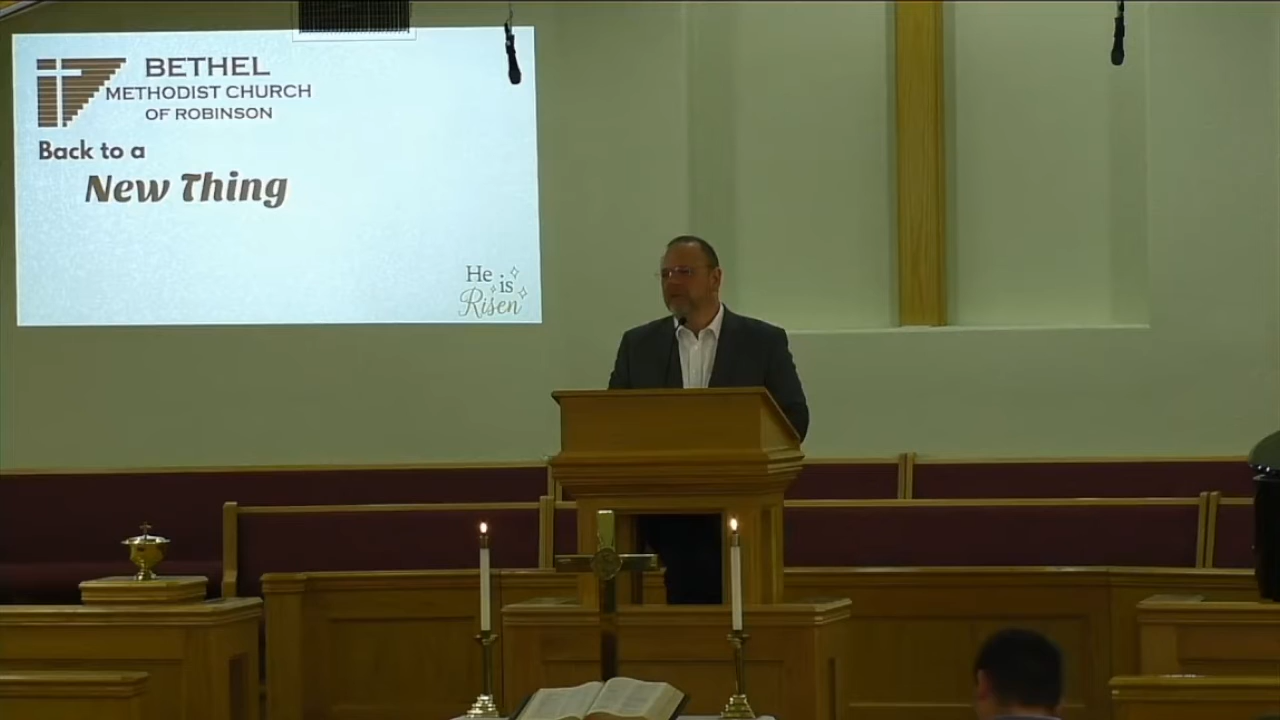 BETHEL
METHODIST CHURCH
OF ROBINSON
Back to a
New Thing
He is
Risen